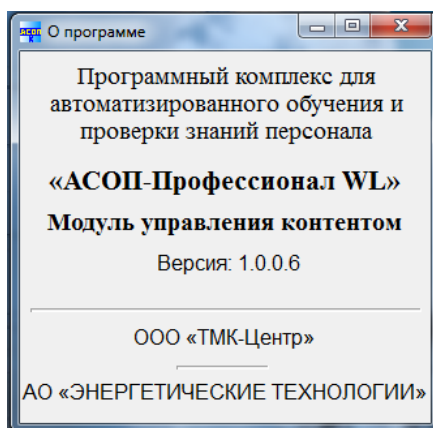 АСОП
О программе
Программный комплекс для
автоматизированного обучения и
проверки знаний персонала
«АСОП-Профессионал WL»
Модуль управления контентом
Версия: 1.0.0.6
ООО «ТМК-Центр»
АО «ЭНЕРГЕТИЧЕСКИЕ ТЕХНОЛОГИИ»